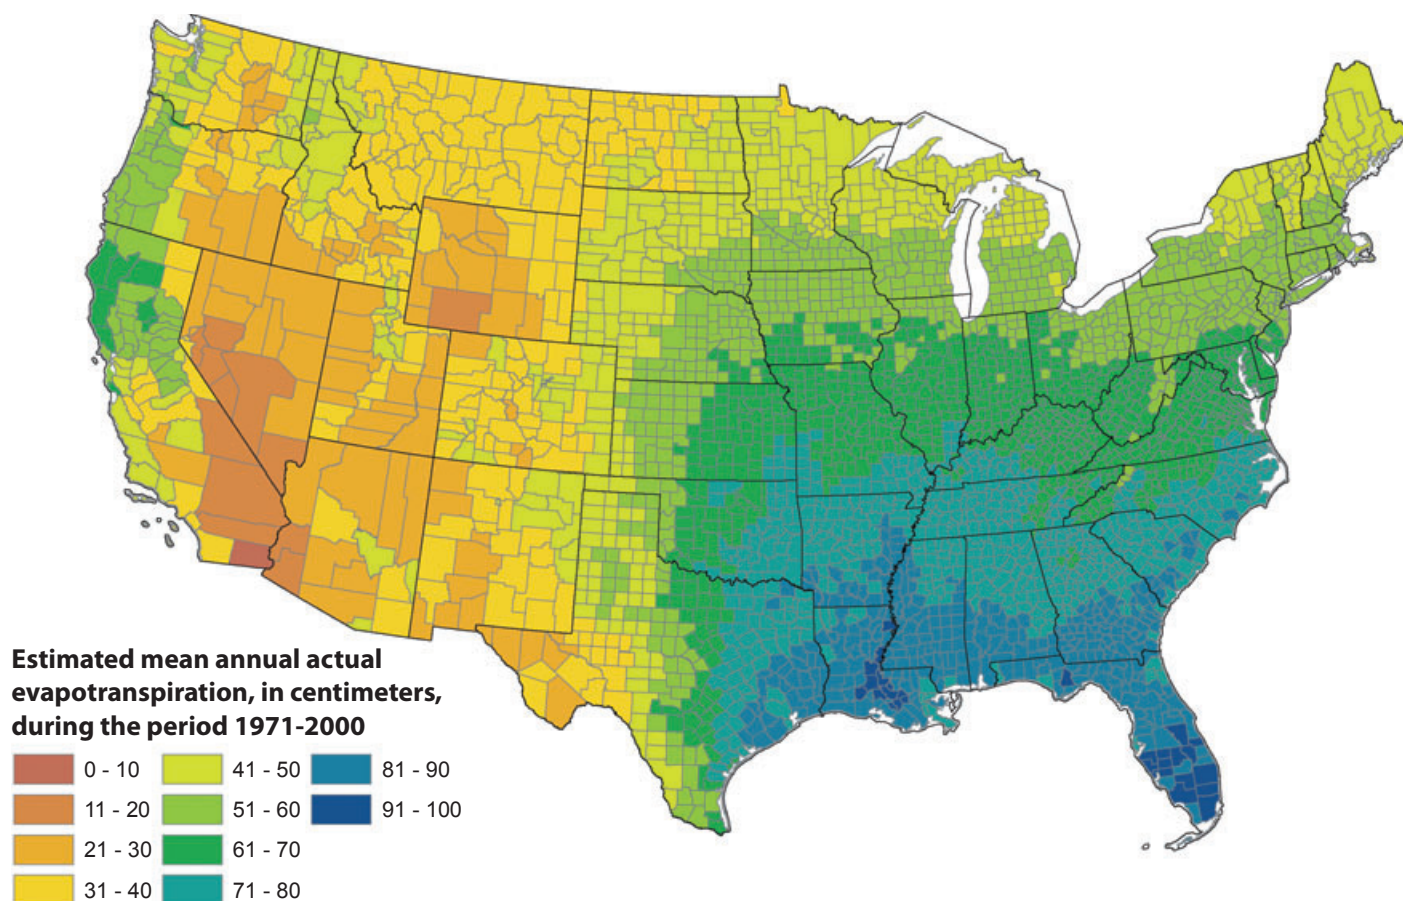 Estimated mean annual actual
evapotranspiration, in centimeters,
during the period 1971-2000
0 - 10
11 - 20
21 - 30
31 - 40
41 - 50
51 - 60
61 - 70
71 - 80
81 - 90
91 - 100